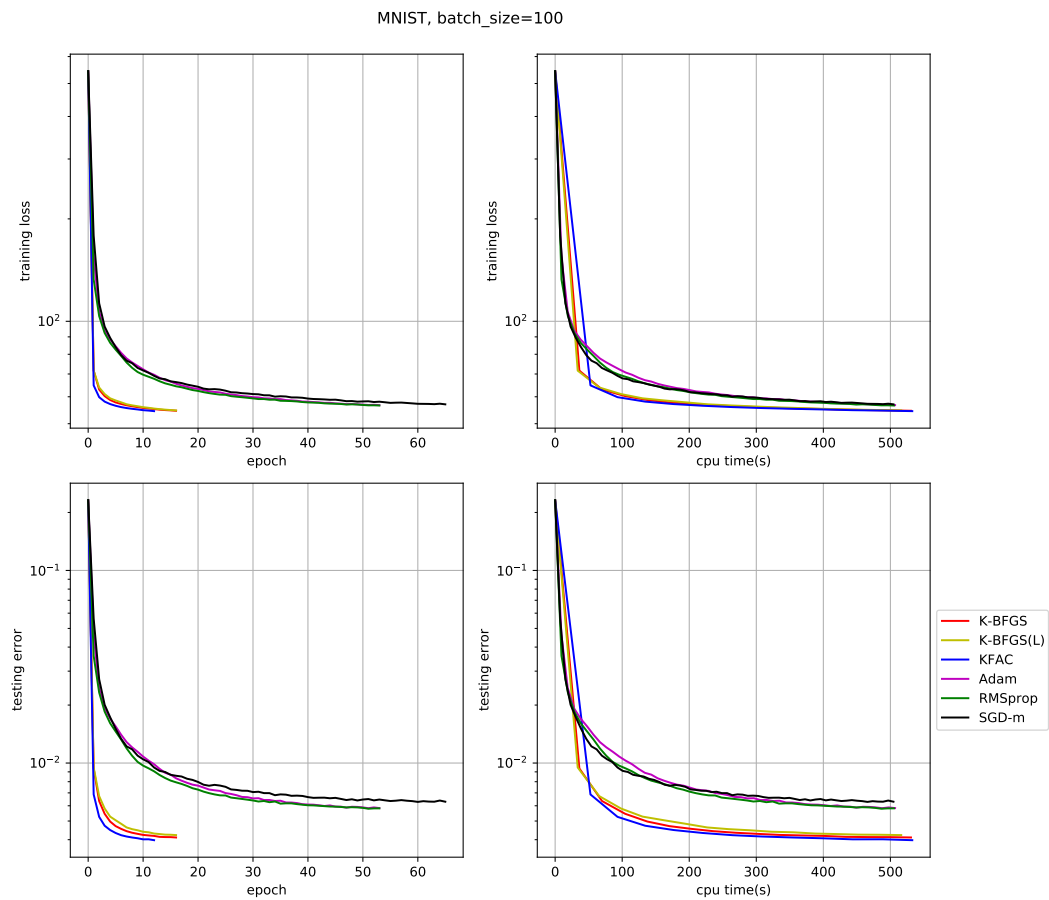 MNIST, batch_size=100
training loss
10²
0 10 20 30 40 50 60
epoch
training loss
10²
0 100 200 300 400 500
cpu time(s)
testing error
10⁻¹
10⁻²
0 10 20 30 40 50 60
epoch
testing error
10⁻¹
10⁻²
0 100 200 300 400 500
cpu time(s)
K-BFGS
K-BFGS(L)
KFAC
Adam
RMSprop
SGD-m